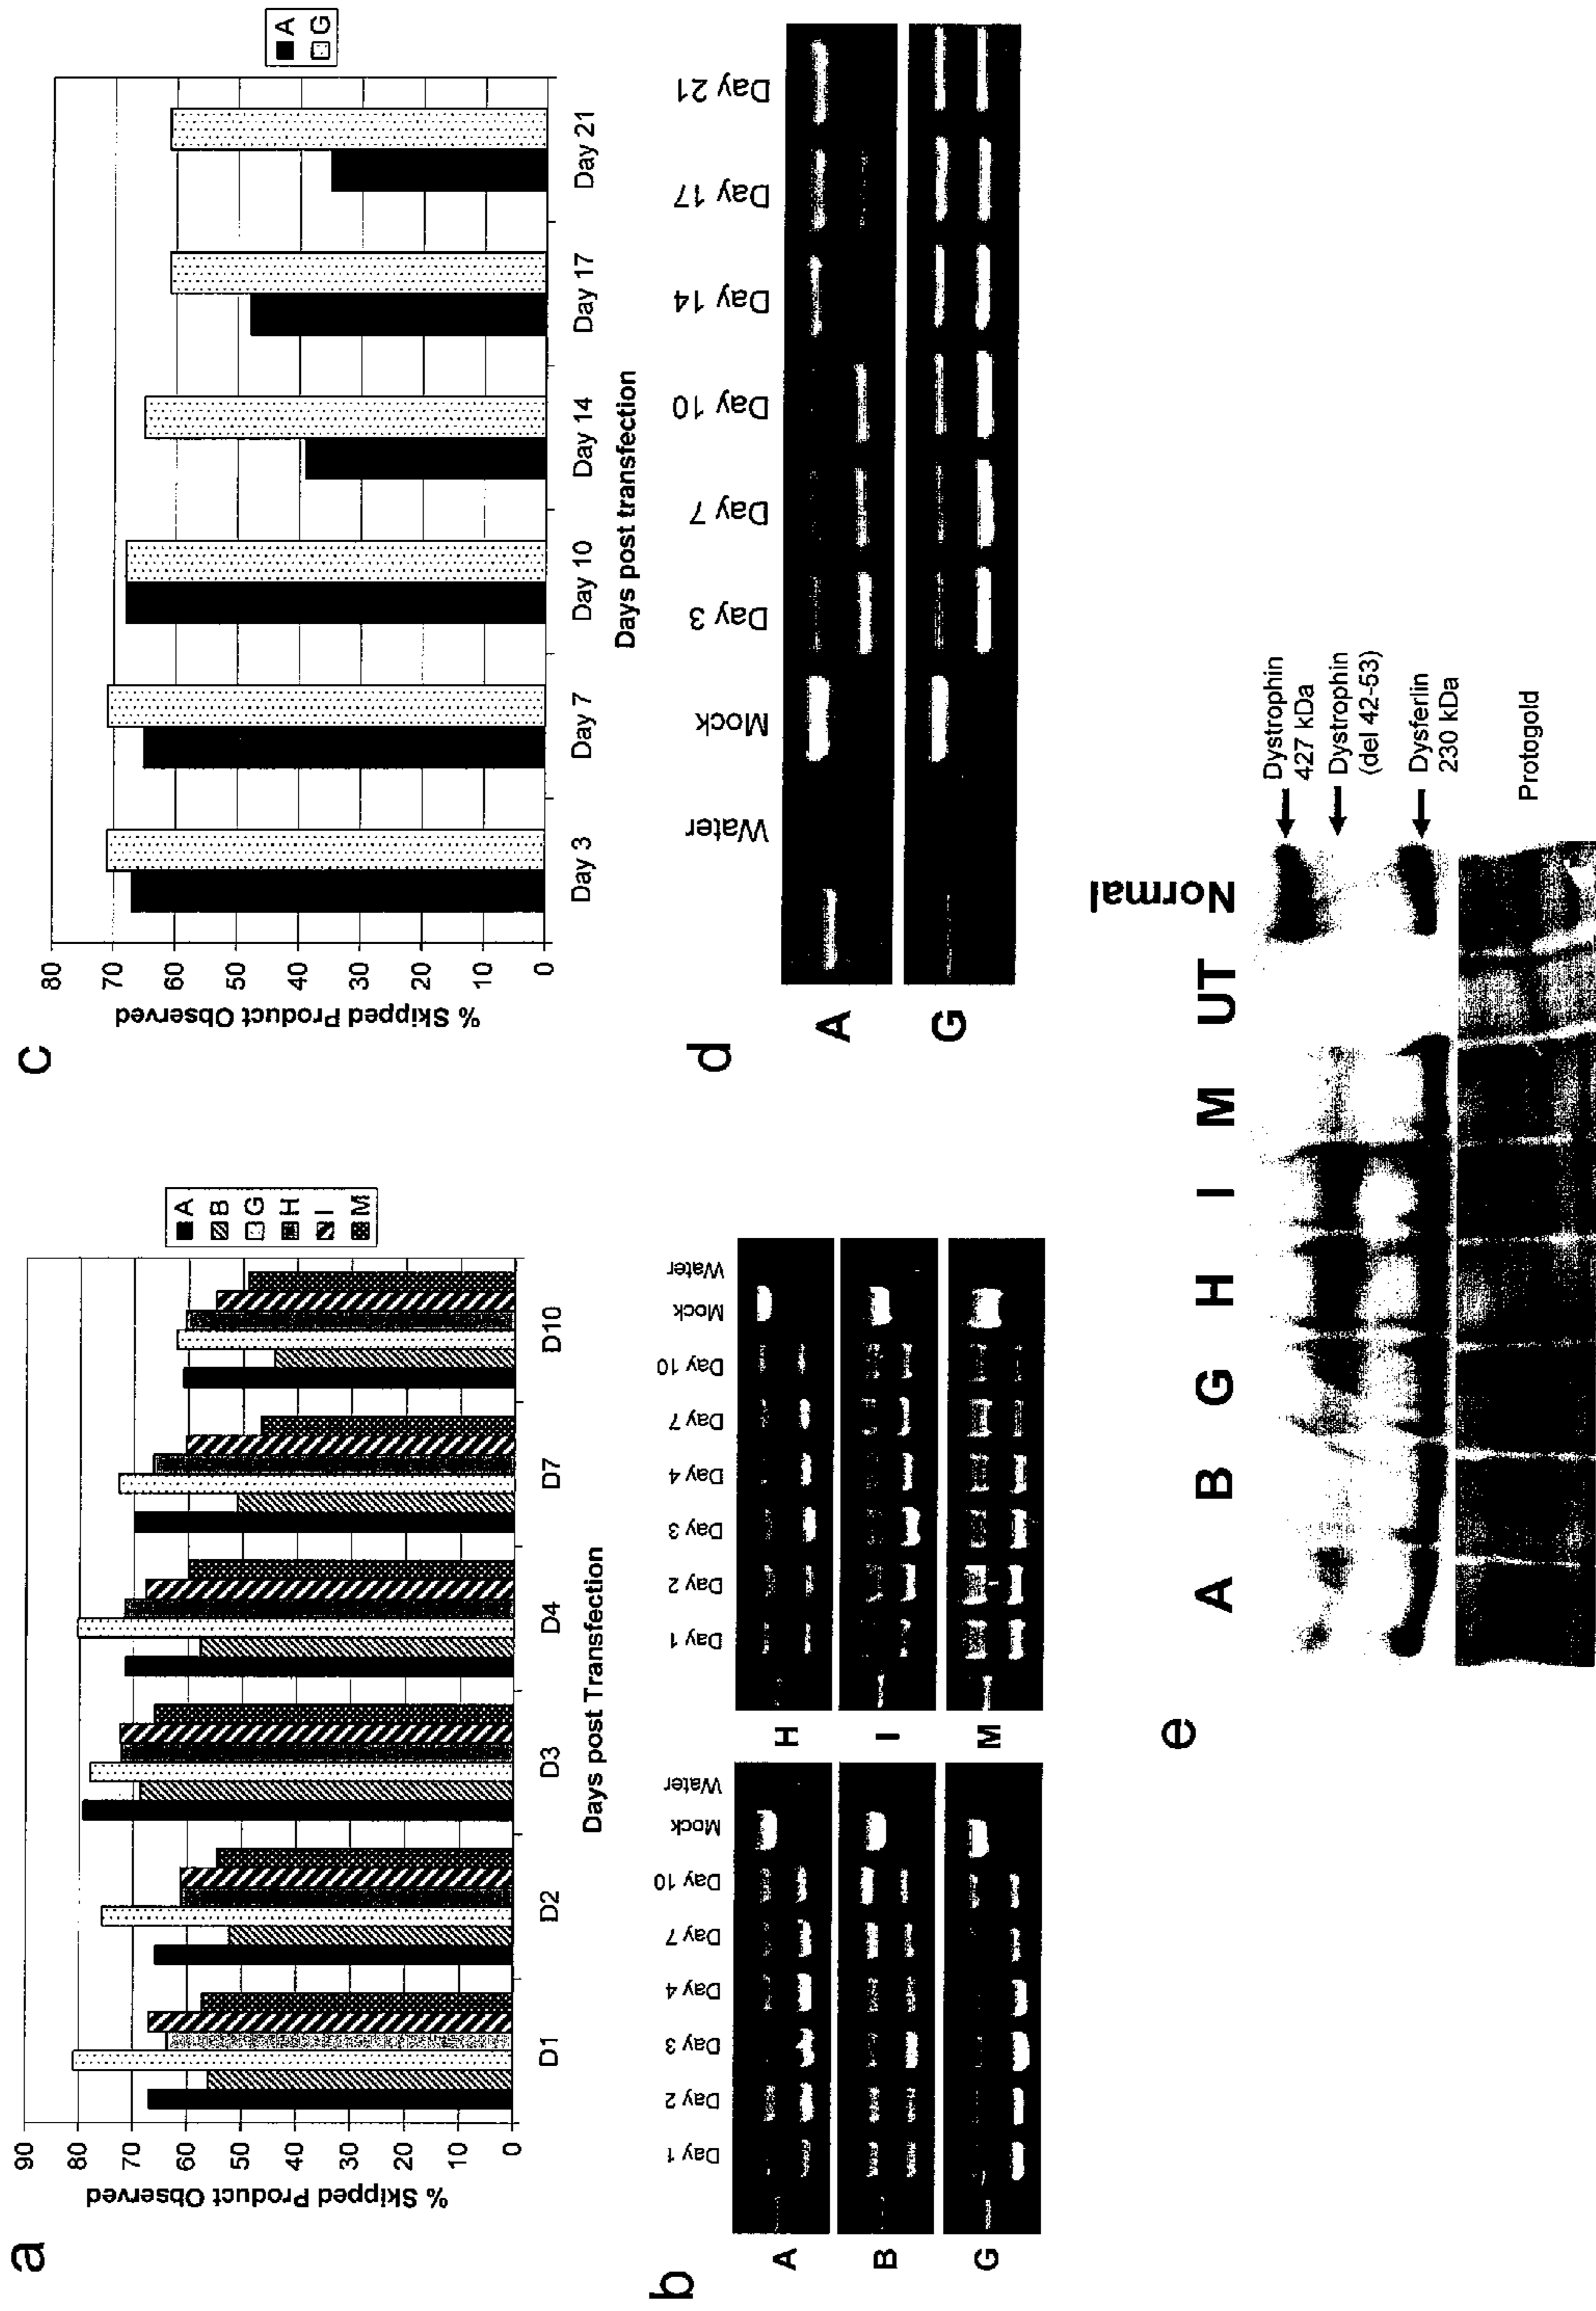 a
% Skipped Product Observed
90
80
70
60
50
40
30
20
10
0
D1 D2 D3 D4 D7 D10
Days post Transfection
A
B
G
H
I
M
b
Day 1 Day 2 Day 3 Day 4 Day 7 Day 10 Mock Water
A
B
G
Day 1 Day 2 Day 3 Day 4 Day 7 Day 10 Mock Water
H
I
M
c
% Skipped Product Observed
80
70
60
50
40
30
20
10
0
Day 3 Day 7 Day 10 Day 14 Day 17 Day 21
Days post transfection
A
G
d
Water Mock Day 3 Day 7 Day 10 Day 14 Day 17 Day 21
A
G
e
A B G H I M UT Normal
Dystrophin
427 kDa
Dystrophin
(del 42-53)
Dysferlin
230 kDa
Protogold